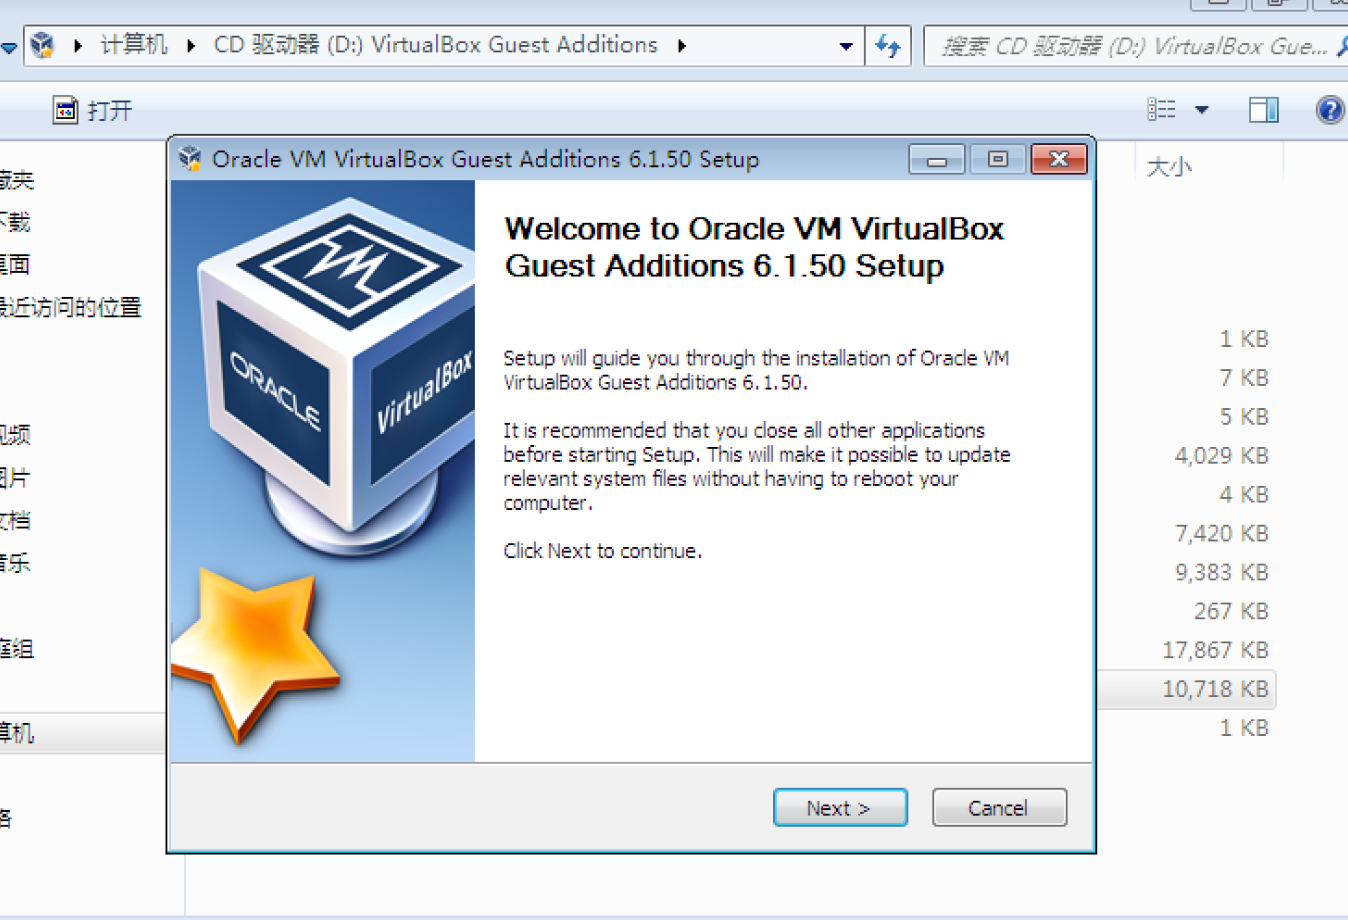 计算机 CD 驱动器 (D:) VirtualBox Guest Additions
搜索 CD 驱动器 (D:) VirtualBox Gue...
打开
Oracle VM VirtualBox Guest Additions 6.1.50 Setup
大小
藏夹
下载
桌面
最近访问的位置
视频
图片
文档
音乐
庭组
算机
络
ORACLE
VirtualBox
Welcome to Oracle VM VirtualBox
Guest Additions 6.1.50 Setup
Setup will guide you through the installation of Oracle VM
VirtualBox Guest Additions 6.1.50.
It is recommended that you close all other applications
before starting Setup. This will make it possible to update
relevant system files without having to reboot your
computer.
Click Next to continue.
1 KB
7 KB
5 KB
4,029 KB
4 KB
7,420 KB
9,383 KB
267 KB
17,867 KB
10,718 KB
1 KB
Next >
Cancel